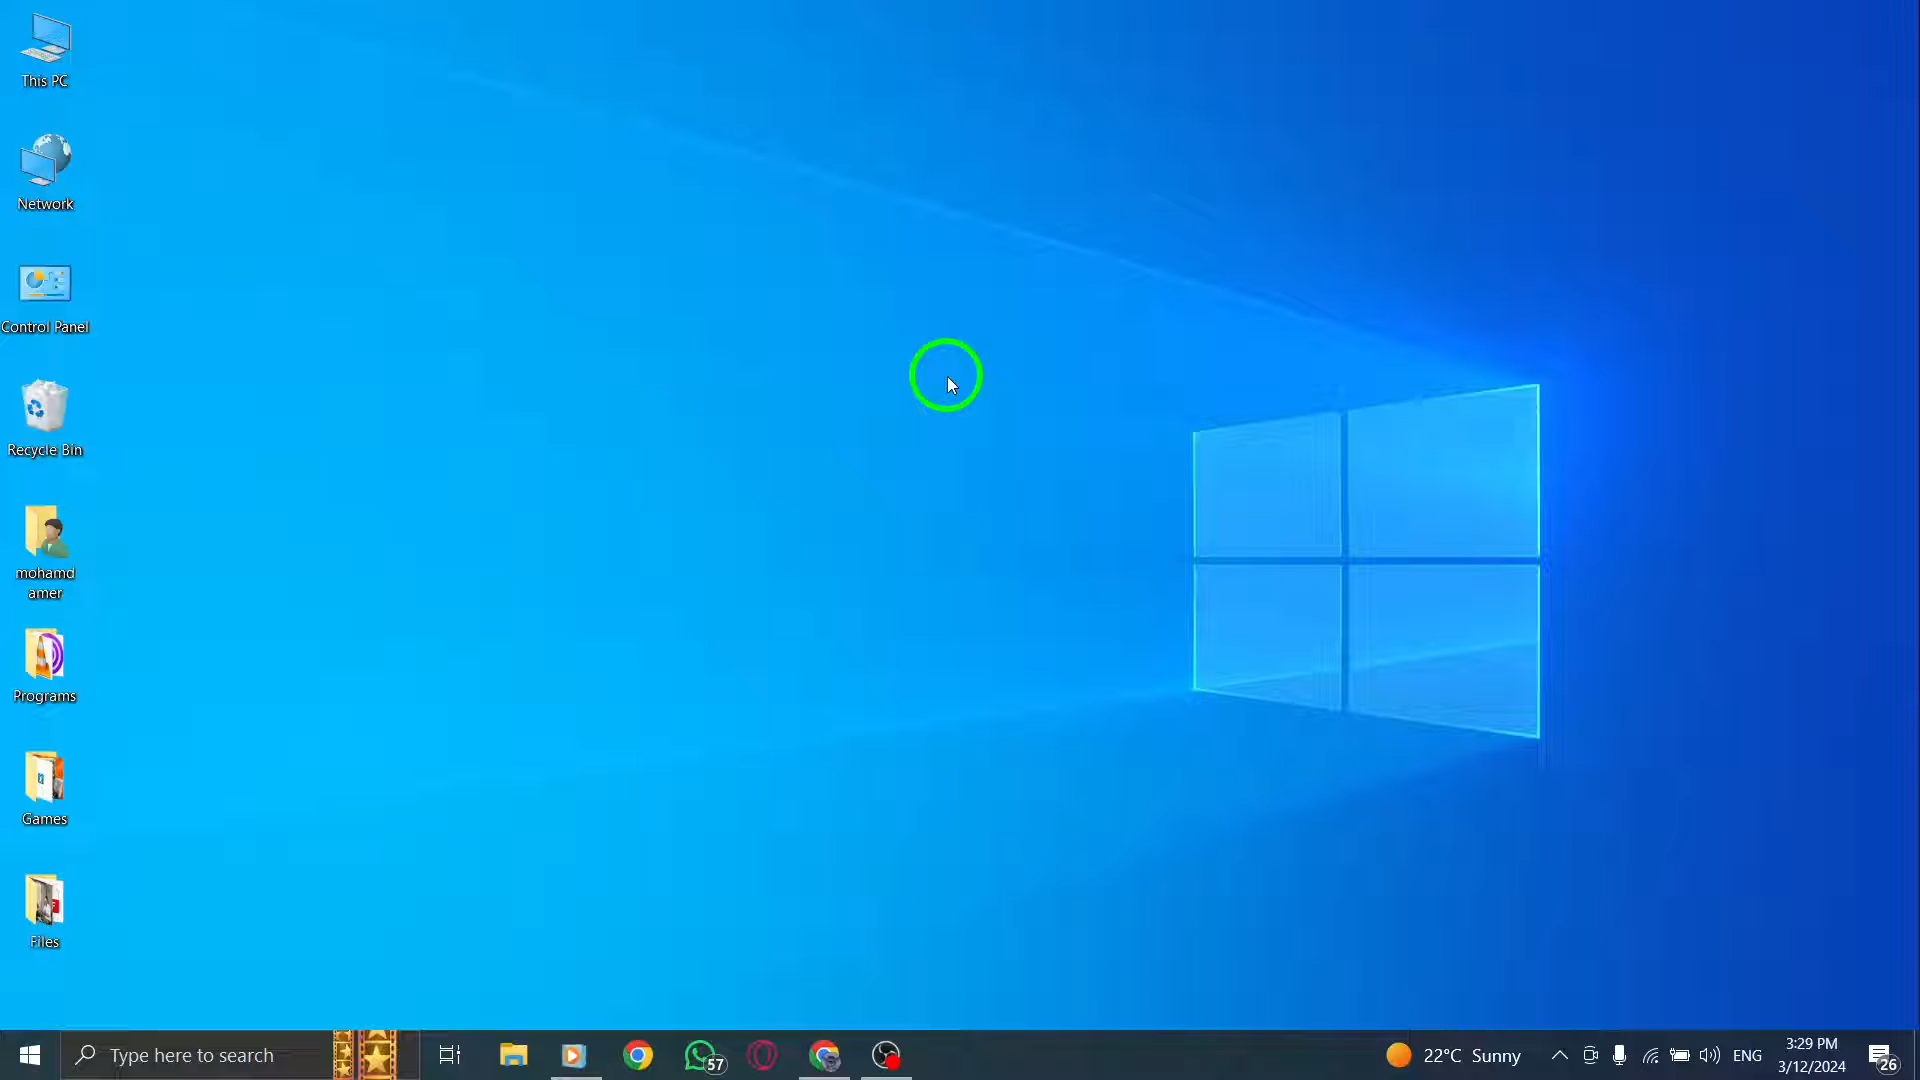 This PC
Network
Control Panel
Recycle Bin
mohamd
amer
Programs
Games
Files
Type here to search
57
22°C Sunny
ENG
3:29 PM
3/12/2024
26